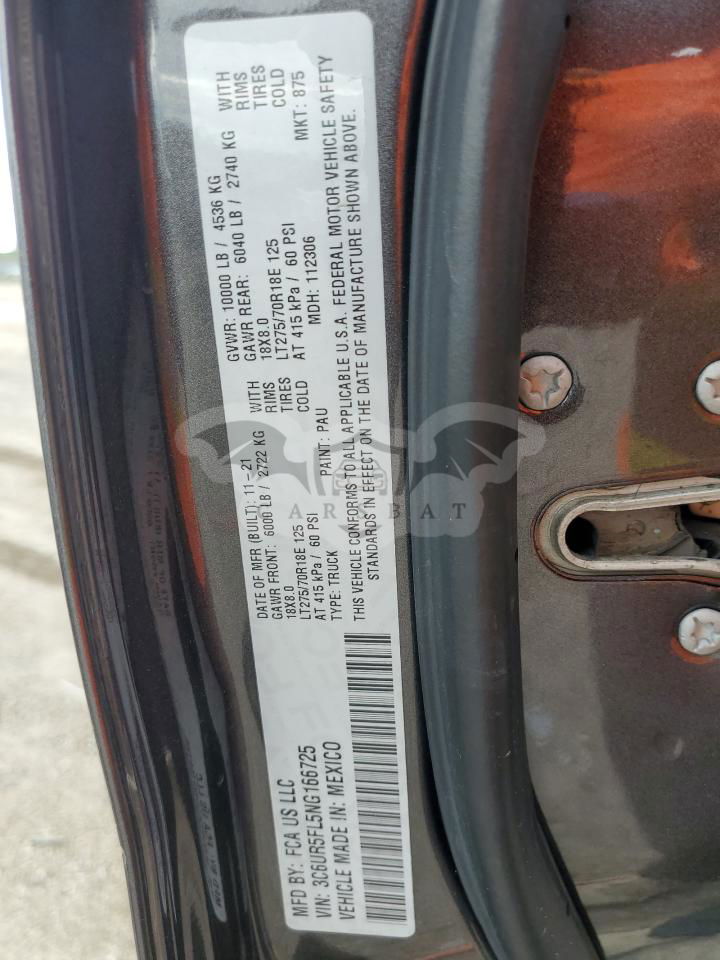 MFD BY: FCA US LLC
DATE OF MFR (BUILT): 11-21
GVWR: 10000 LB / 4536 KG
GAWR FRONT: 6000 LB / 2722 KG WITH
GAWR REAR: 6040 LB / 2740 KG WITH
18X8.0 RIMS
18X8.0 RIMS
LT275/70R18E 125 TIRES
LT275/70R18E 125 TIRES
AT 415 kPa / 60 PSI COLD
AT 415 kPa / 60 PSI COLD
VIN: 3C6UR5FL5NG166725
TYPE: TRUCK PAINT: PAU MDH: 112306 MKT: 875
VEHICLE MADE IN: MEXICO
THIS VEHICLE CONFORMS TO ALL APPLICABLE U.S.A. FEDERAL MOTOR VEHICLE SAFETY
STANDARDS IN EFFECT ON THE DATE OF MANUFACTURE SHOWN ABOVE.
CARABAT